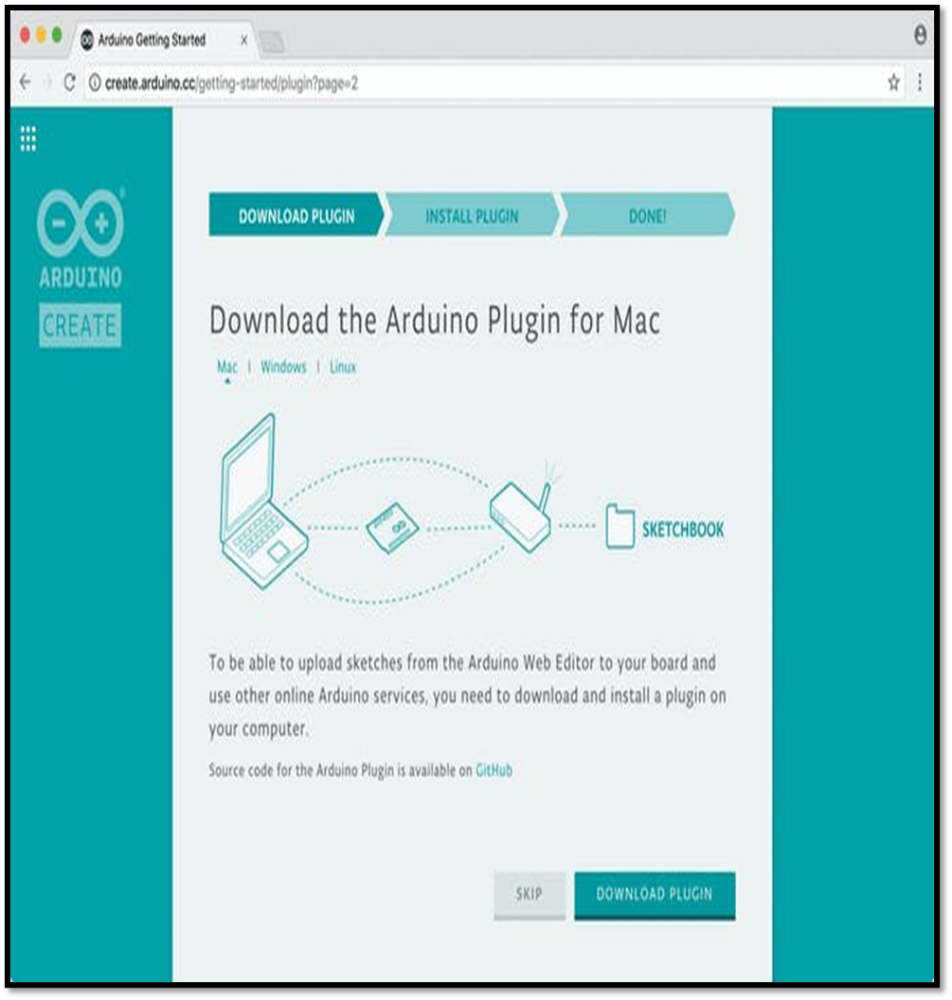 Arduino Getting Started
create.arduino.cc/getting-started/plugin?page=2
ARDUINO
CREATE
DOWNLOAD PLUGIN
INSTALL PLUGIN
DONE!
Download the Arduino Plugin for Mac
Mac | Windows | Linux
SKETCHBOOK
To be able to upload sketches from the Arduino Web Editor to your board and
use other online Arduino services, you need to download and install a plugin on
your computer.
Source code for the Arduino Plugin is available on GitHub
SKIP
DOWNLOAD PLUGIN